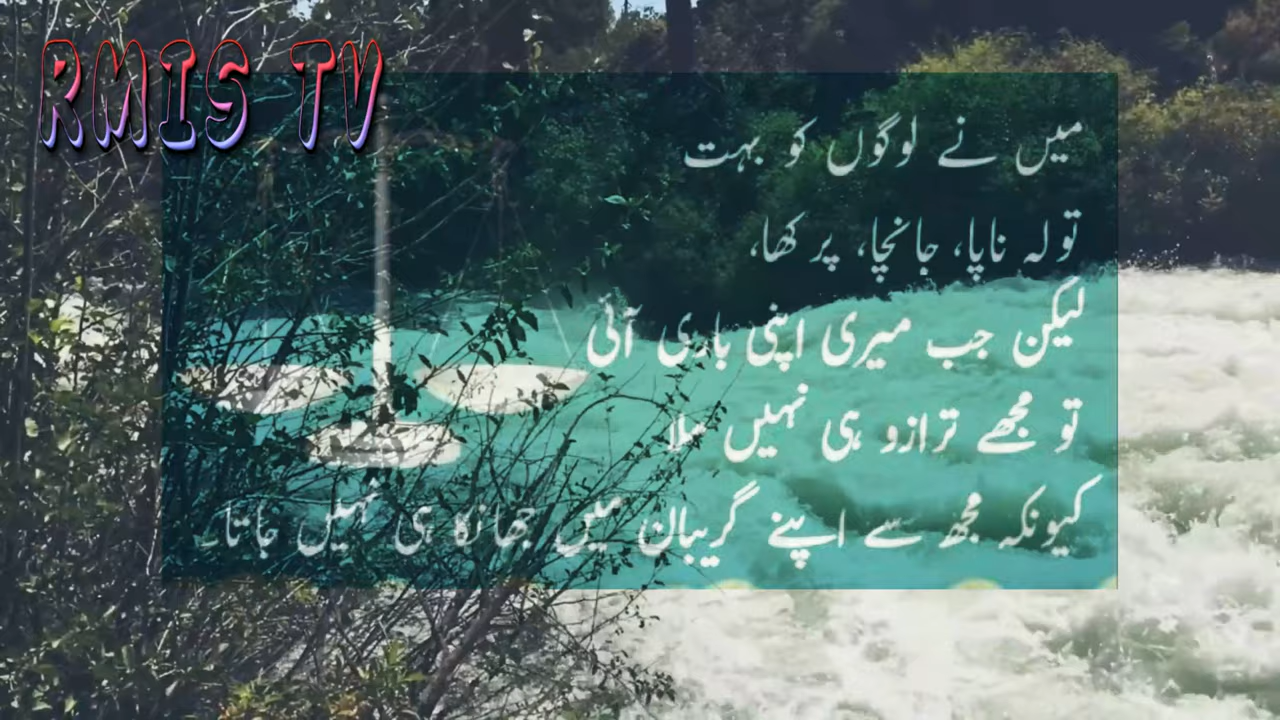 RMIS TV
میں نے لوگوں کو بہت
تولہ ناپا، جانچا، پرکھا،
لیکن جب میری اپنی باری آئی
تو مجھے ترازو ہی نہیں ملا
کیونکہ مجھ سے اپنے گریبان میں جھانکا ہی نہیں جاتا۔